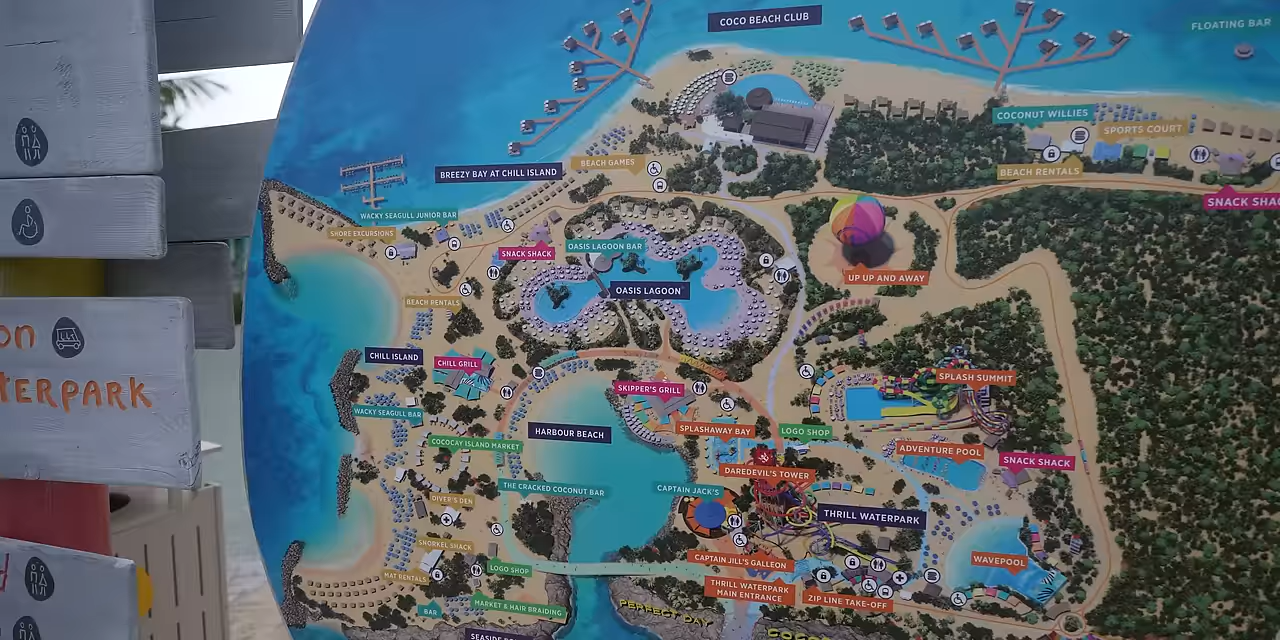 COCO BEACH CLUB
FLOATING BAR
COCONUT WILLIES
SPORTS COURT
BEACH GAMES
BREEZY BAY AT CHILL ISLAND
BEACH RENTALS
SNACK SHAC
WACKY SEAGULL JUNIOR BAR
SHORE EXCURSIONS
SNACK SHACK
OASIS LAGOON BAR
UP UP AND AWAY
OASIS LAGOON
BEACH RENTALS
on
TERPARK
CHILL ISLAND
CHILL GRILL
SKIPPER'S GRILL
SPLASH SUMMIT
WACKY SEAGULL BAR
HARBOUR BEACH
SPLASHAWAY BAY
LOGO SHOP
COCOCAY ISLAND MARKET
ADVENTURE POOL
SNACK SHACK
DAREDEVIL'S TOWER
THE CRACKED COCONUT BAR
CAPTAIN JACK'S
DIVER'S DEN
THRILL WATERPARK
SNORKEL SHACK
CAPTAIN JILL'S GALLEON
WAVEPOOL
LOGO SHOP
MAT RENTALS
THRILL WATERPARK
MAIN ENTRANCE
ZIP LINE TAKE-OFF
BAR
MARKET & HAIR BRAIDING
PERFECT DAY
SEASIDE